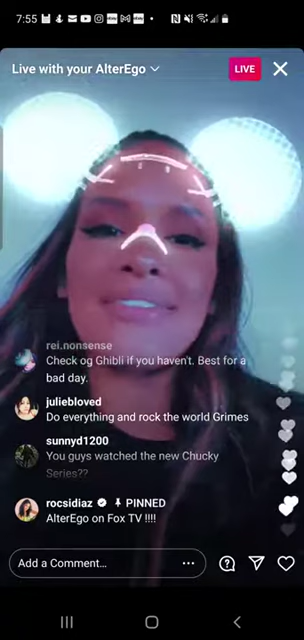 7:55
Live with your AlterEgo
LIVE
rei.nonsense
Check og Ghibli if you haven't. Best for a
bad day.
juliebloved
Do everything and rock the world Grimes
sunnyd1200
You guys watched the new Chucky
Series??
rocsidiaz PINNED
AlterEgo on Fox TV !!!!
Add a Comment...